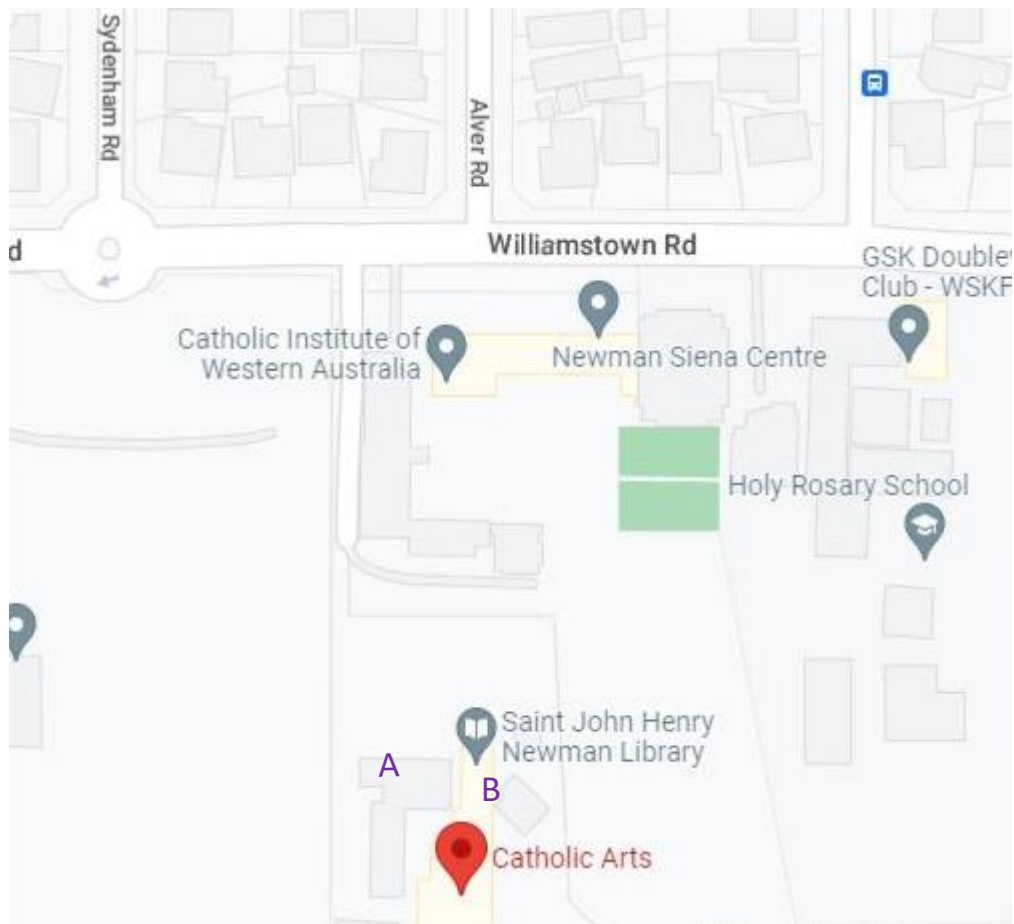 Sydenham Rd
Alver Rd
d
Williamstown Rd
GSK Double
Club - WSKF
Catholic Institute of
Western Australia
Newman Siena Centre
Holy Rosary School
Saint John Henry
Newman Library
A
B
Catholic Arts